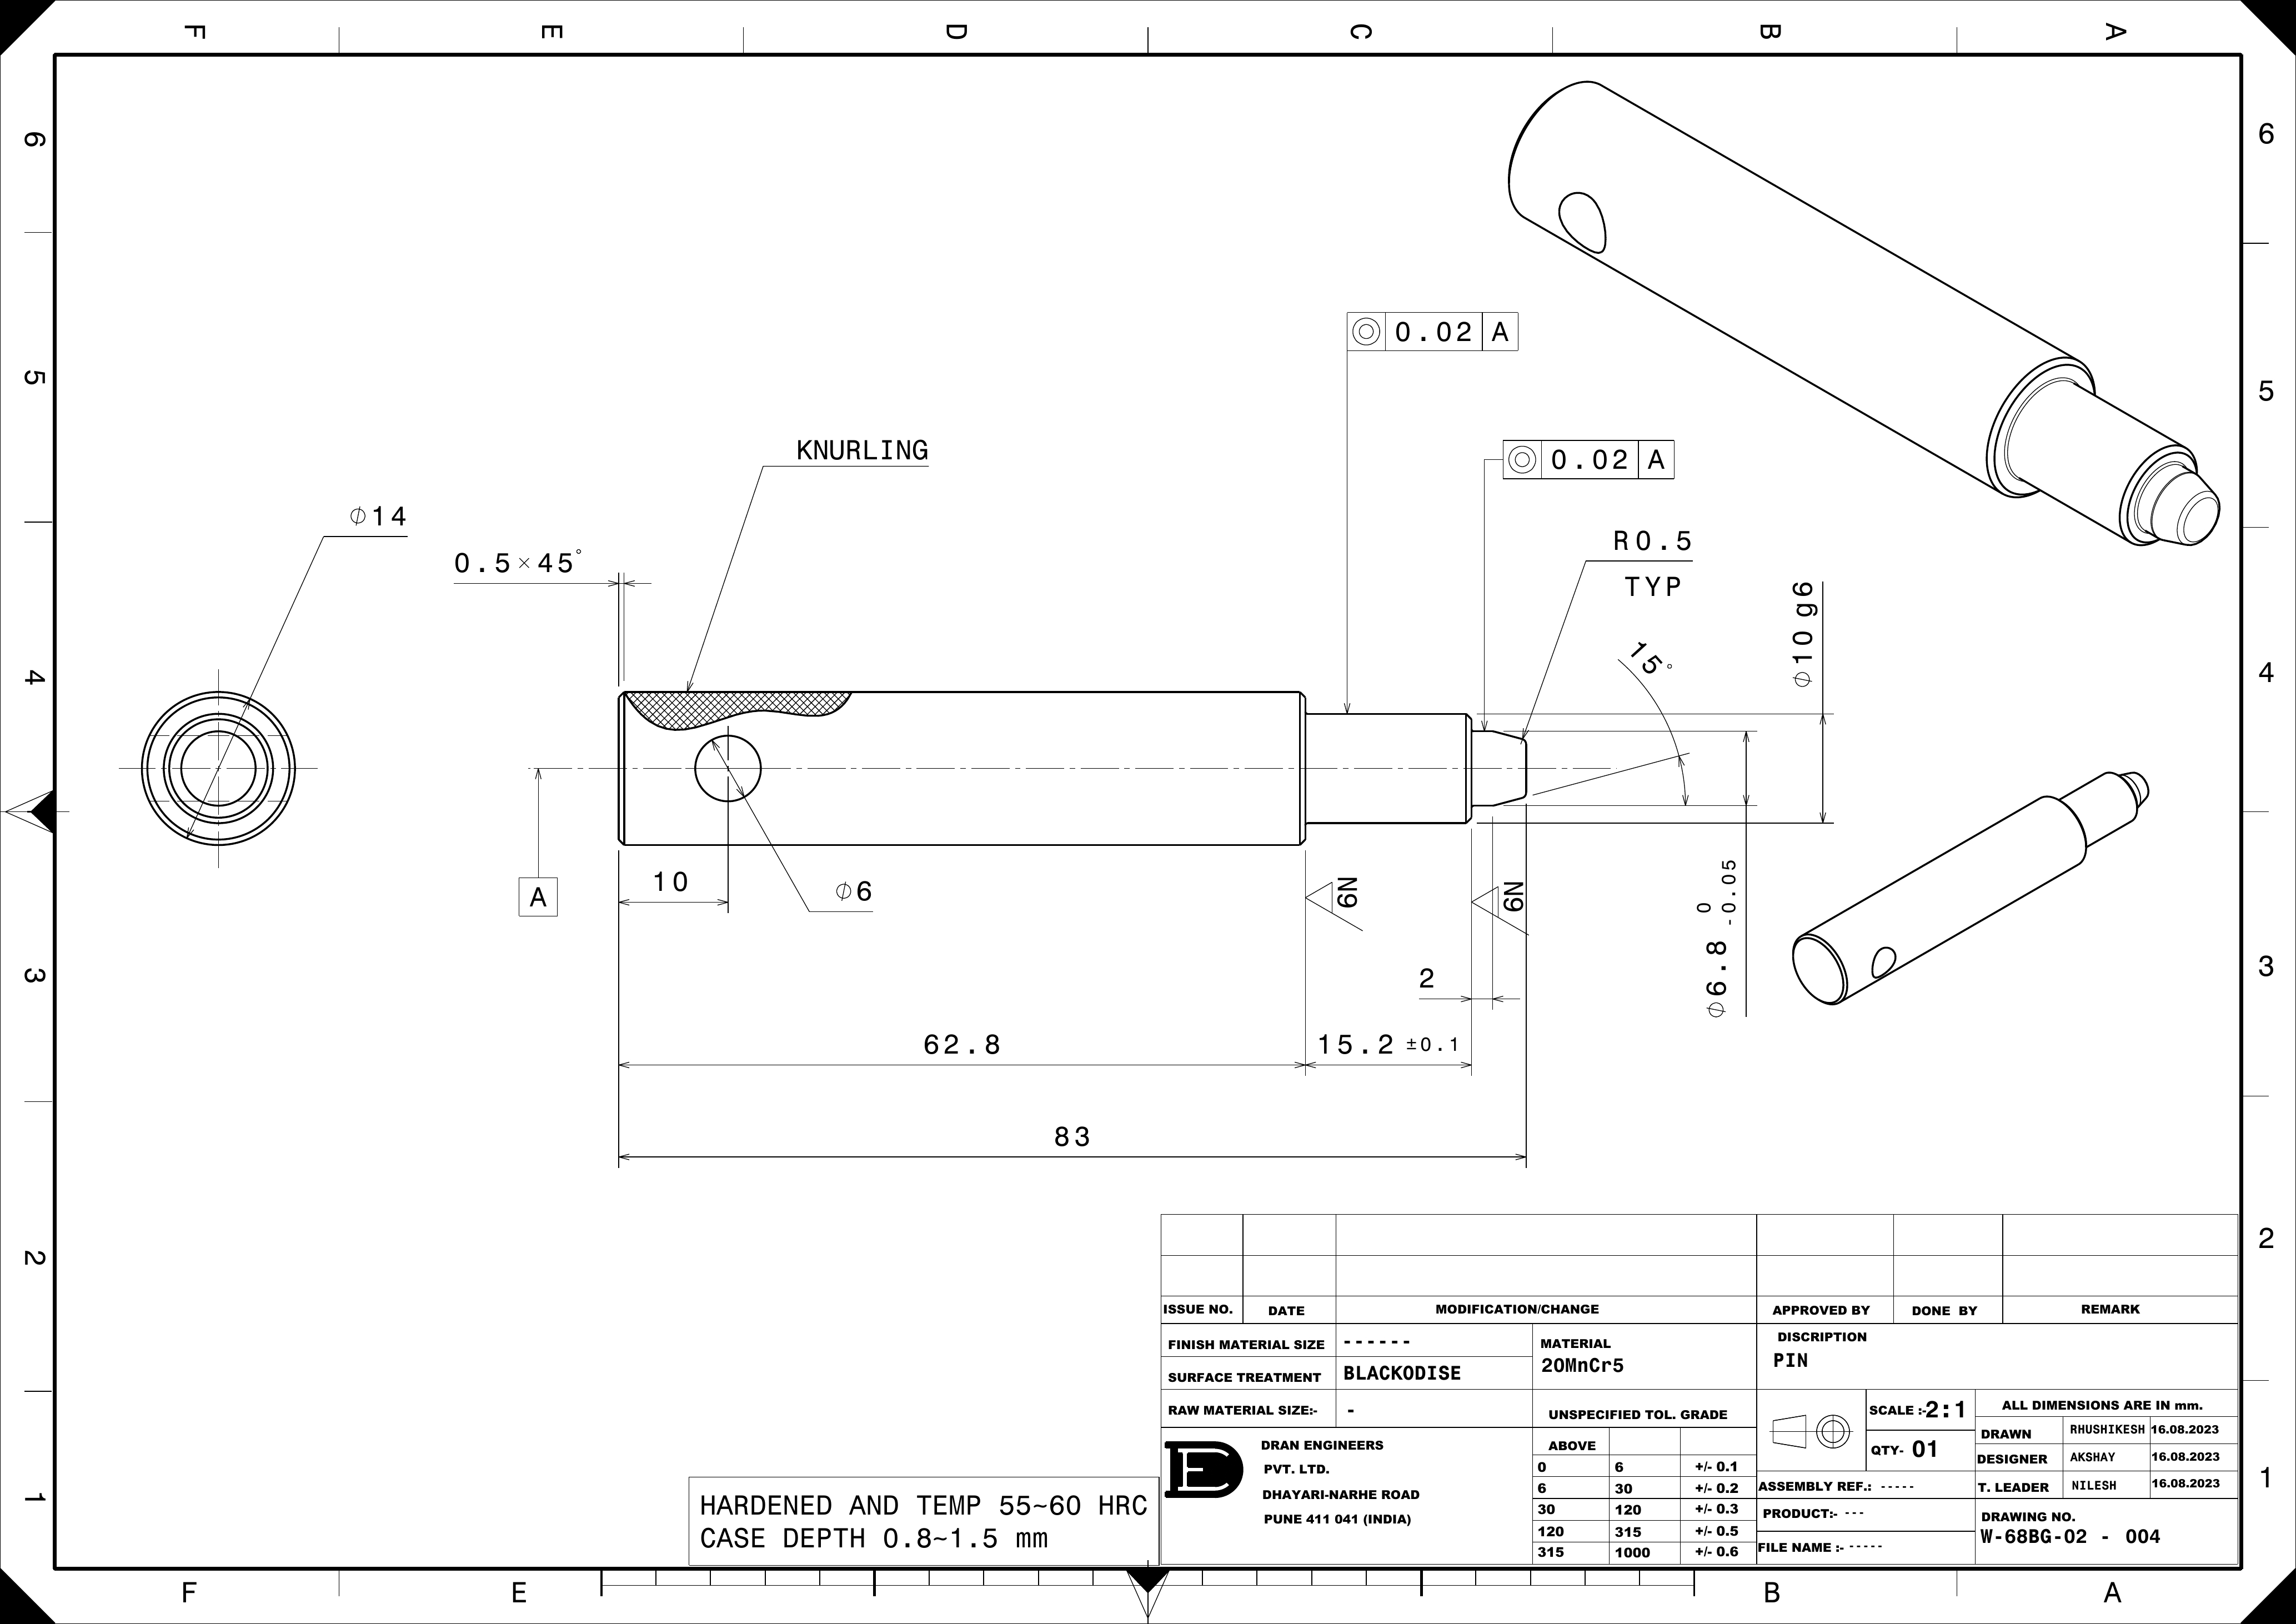 F E D C B A
6 6
5 5
4 4
3 3
2 2
1 1
F E B A
◎ 0.02 A
KNURLING
◎ 0.02 A
⌀14
0.5×45°
R0.5
TYP
⌀10 g6
15°
A
10
⌀6
N9
N9
⌀6.8 0 -0.05
2
62.8
15.2 ±0.1
83
ISSUE NO. DATE MODIFICATION/CHANGE APPROVED BY DONE BY REMARK
FINISH MATERIAL SIZE ------
SURFACE TREATMENT BLACKODISE
RAW MATERIAL SIZE:- -
MATERIAL
20MnCr5
DISCRIPTION
PIN
UNSPECIFIED TOL. GRADE
ABOVE
0 6 +/- 0.1
6 30 +/- 0.2
30 120 +/- 0.3
120 315 +/- 0.5
315 1000 +/- 0.6
SCALE :-2:1
QTY- 01
ALL DIMENSIONS ARE IN mm.
DRAWN RHUSHIKESH 16.08.2023
DESIGNER AKSHAY 16.08.2023
T. LEADER NILESH 16.08.2023
ASSEMBLY REF.: -----
PRODUCT:- ---
FILE NAME :- -----
DRAWING NO.
W-68BG-02 - 004
DE
DRAN ENGINEERS
PVT. LTD.
DHAYARI-NARHE ROAD
PUNE 411 041 (INDIA)
HARDENED AND TEMP 55~60 HRC
CASE DEPTH 0.8~1.5 mm